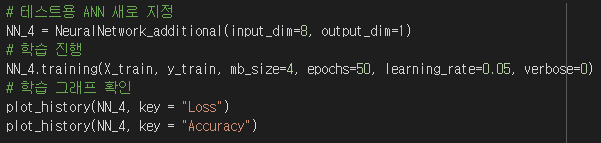 # 테스트용 ANN 새로 지정
NN_4 = NeuralNetwork_additional(input_dim=8, output_dim=1)
# 학습 진행
NN_4.training(X_train, y_train, mb_size=4, epochs=50, learning_rate=0.05, verbose=0)
# 학습 그래프 확인
plot_history(NN_4, key = "Loss")
plot_history(NN_4, key = "Accuracy")